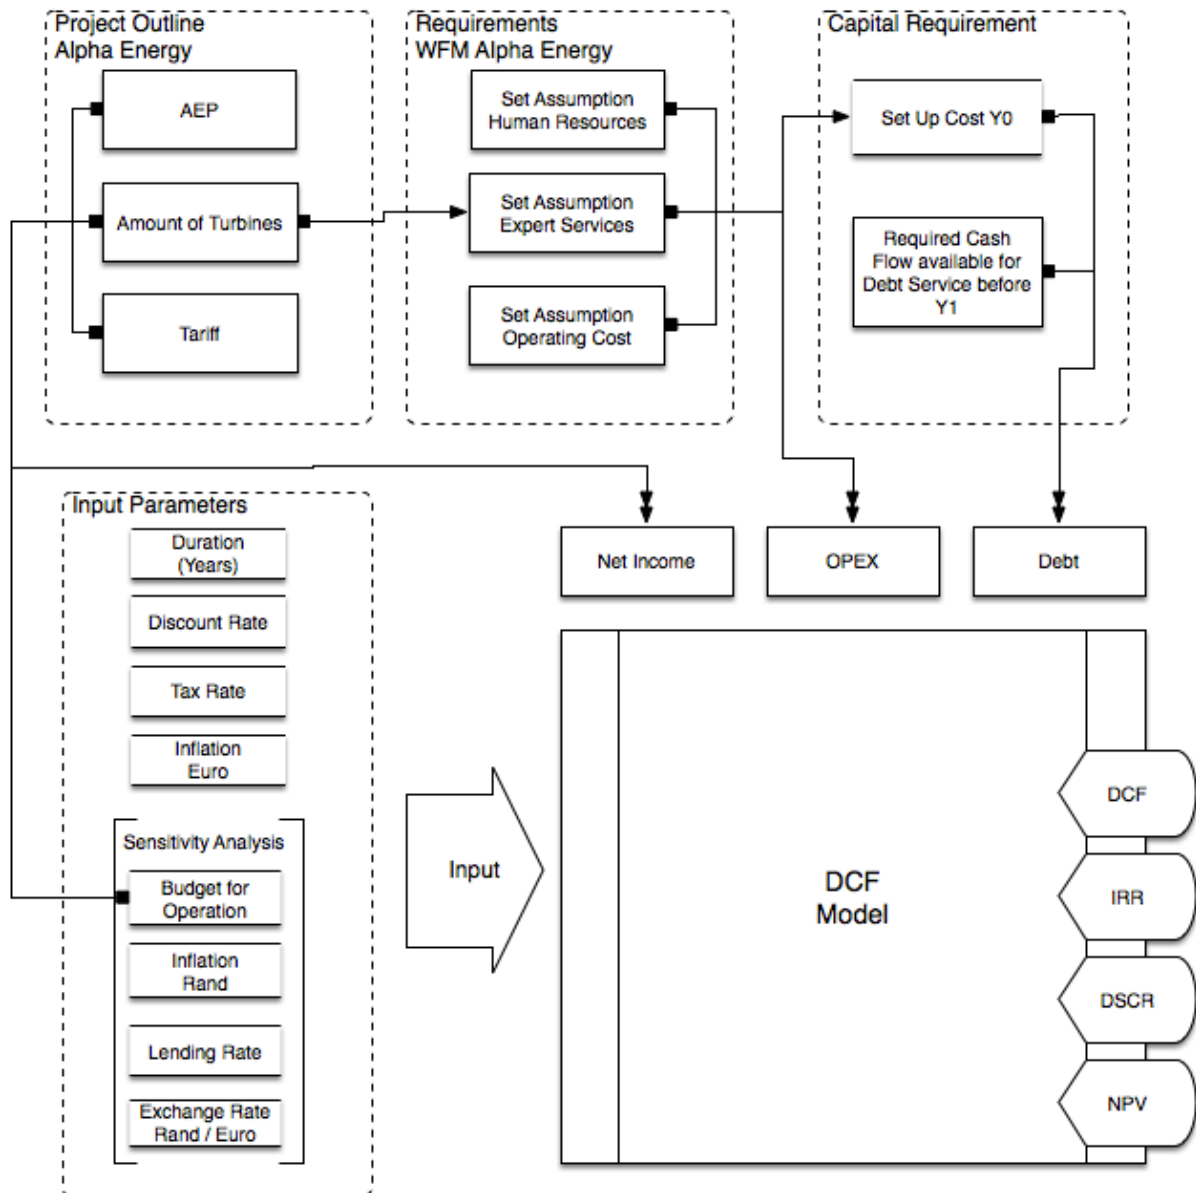 Project Outline
Alpha Energy
AEP
Amount of Turbines
Tariff
Requirements
WFM Alpha Energy
Set Assumption
Human Resources
Set Assumption
Expert Services
Set Assumption
Operating Cost
Capital Requirement
Set Up Cost Y0
Required Cash
Flow available for
Debt Service before
Y1
Input Parameters
Duration
(Years)
Discount Rate
Tax Rate
Inflation
Euro
Sensitivity Analysis
Budget for
Operation
Inflation
Rand
Lending Rate
Exchange Rate
Rand / Euro
Input
Net Income
OPEX
Debt
DCF
Model
DCF
IRR
DSCR
NPV